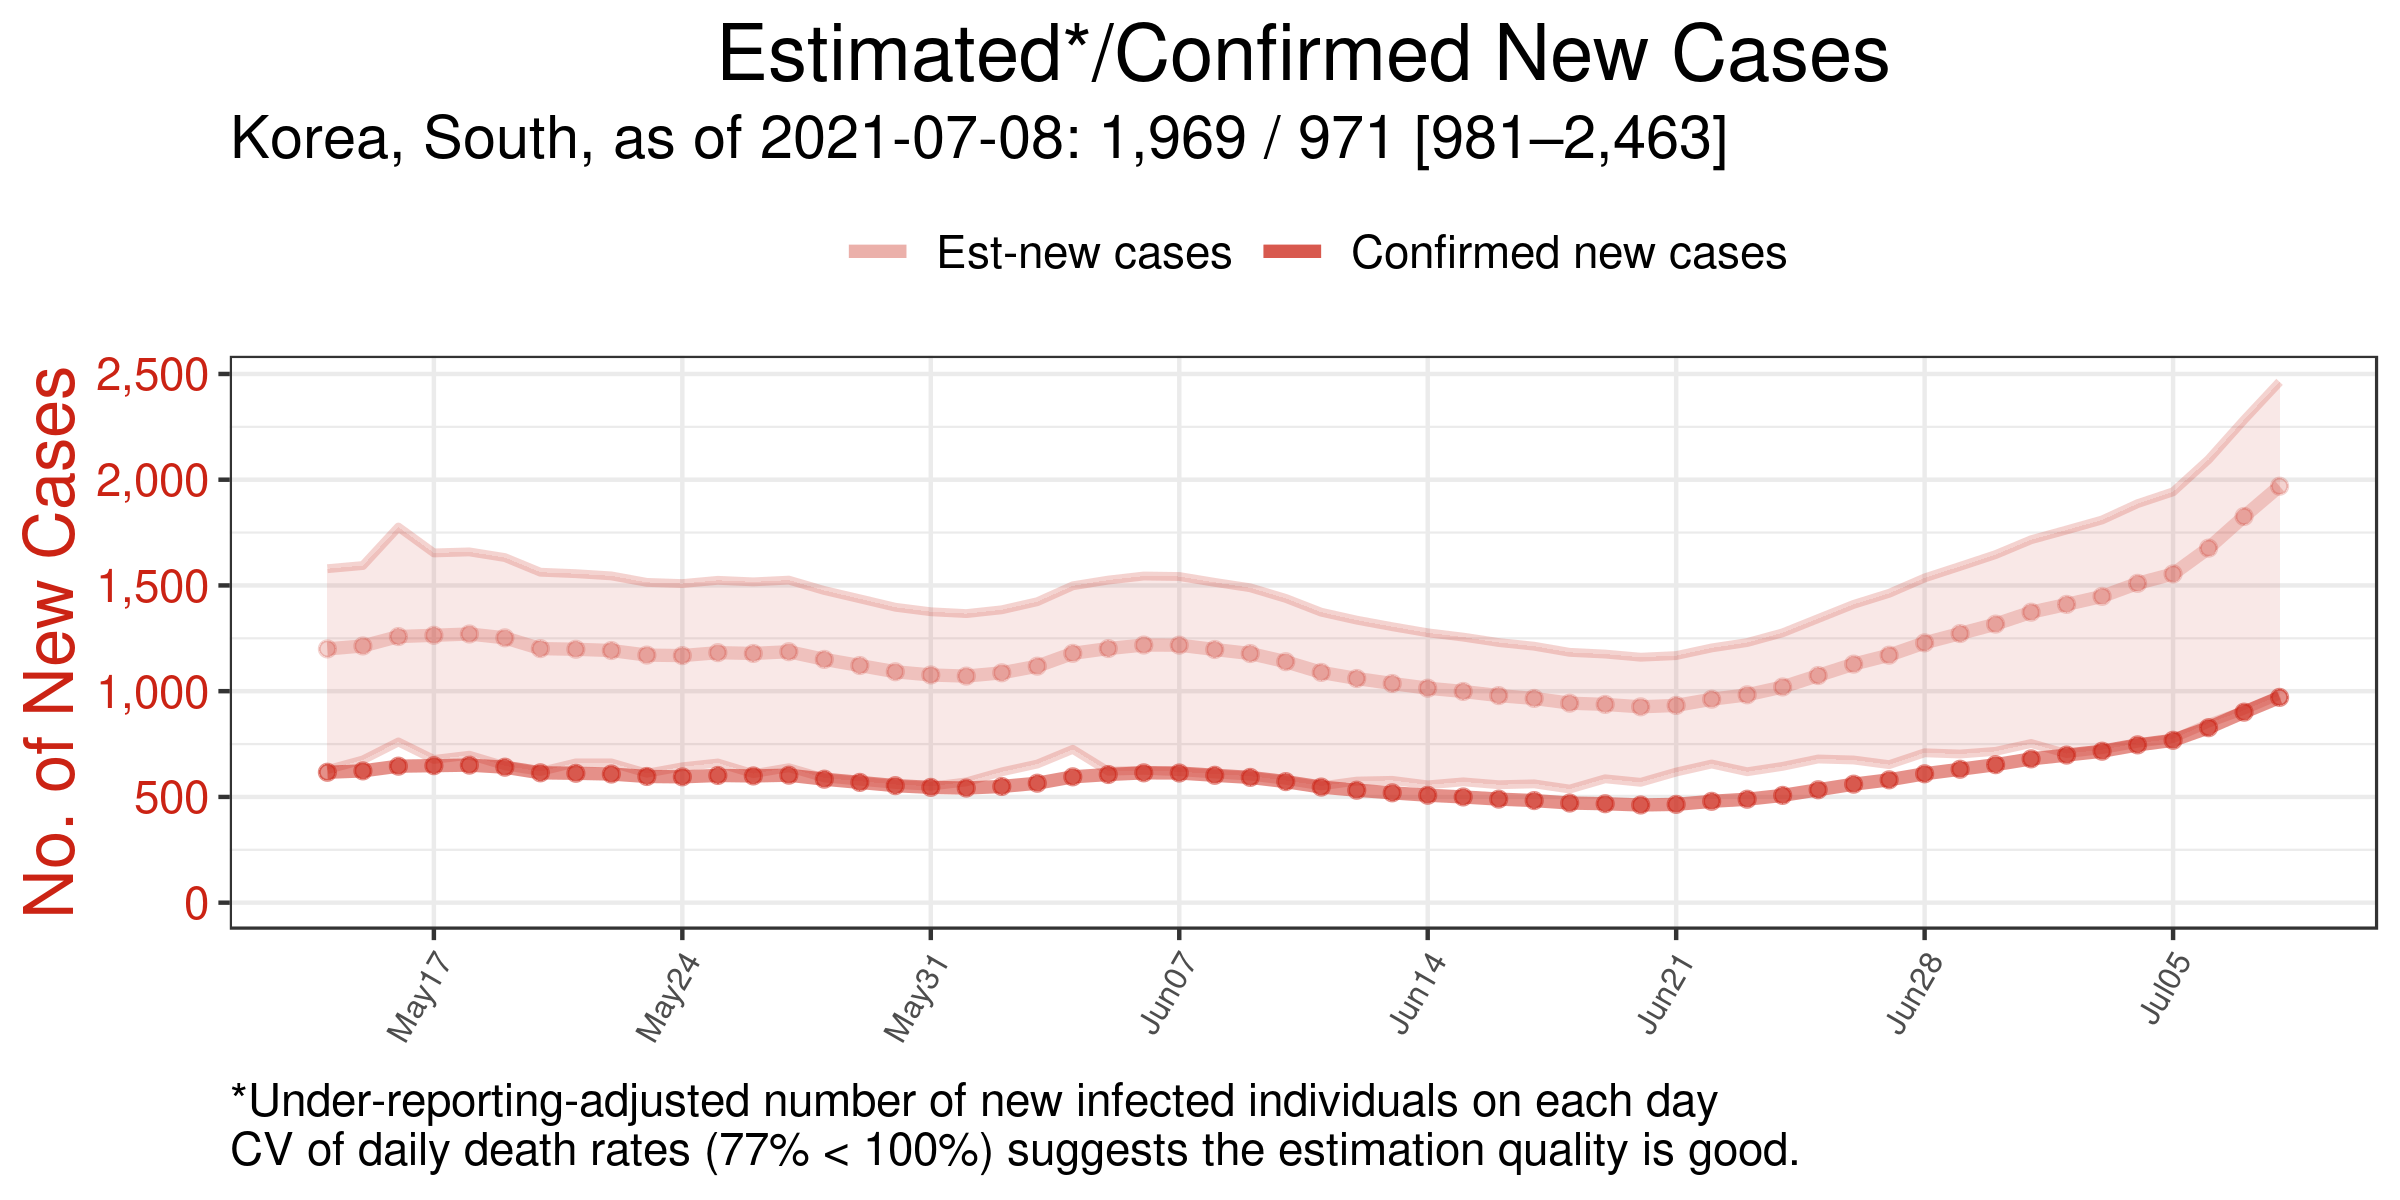 Estimated*/Confirmed New Cases
Korea, South, as of 2021-07-08: 1,969 / 971 [981–2,463]
Est-new cases
Confirmed new cases
No. of New Cases
2,500
2,000
1,500
1,000
500
0
May17
May24
May31
Jun07
Jun14
Jun21
Jun28
Jul05
*Under-reporting-adjusted number of new infected individuals on each day
CV of daily death rates (77% < 100%) suggests the estimation quality is good.